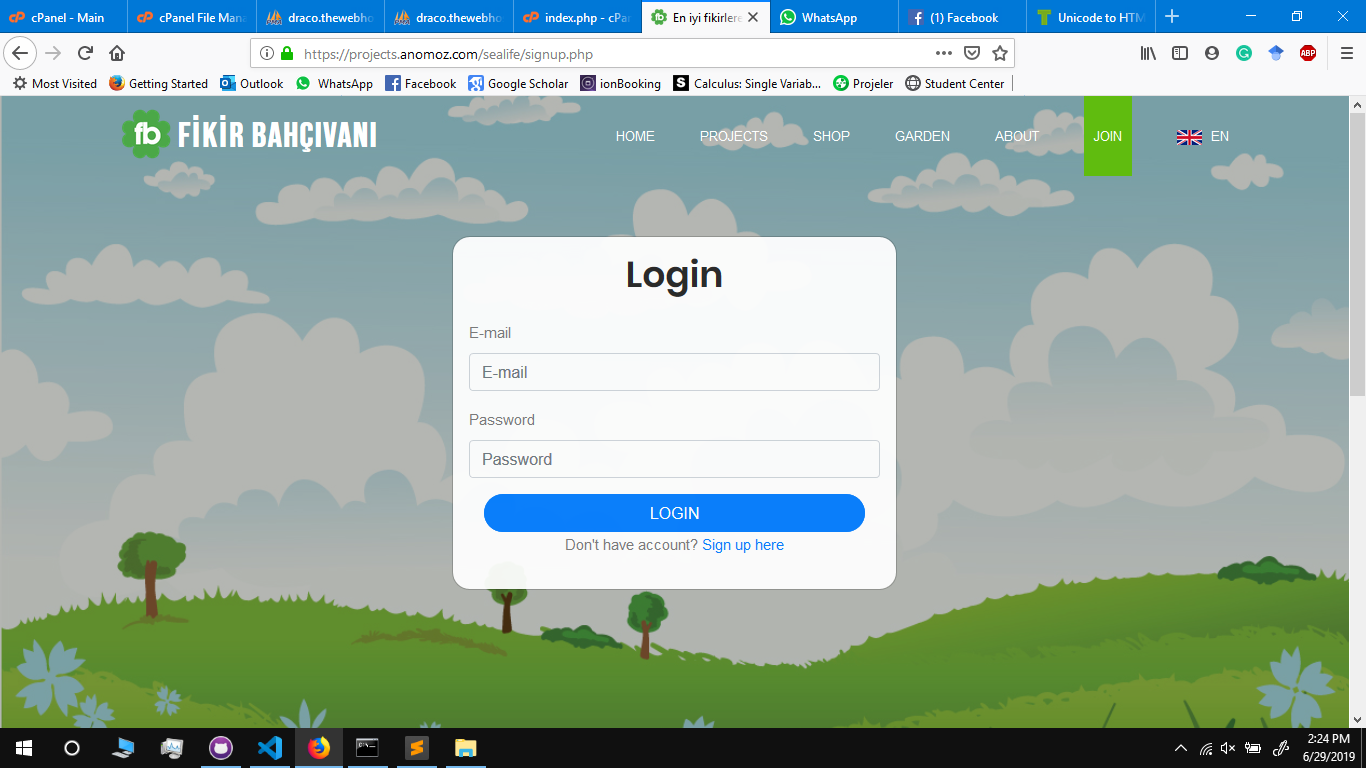 cPanel - Main
cPanel File Mana
draco.thewebho
draco.thewebho
index.php - cPan
En iyi fikirlere
WhatsApp
(1) Facebook
Unicode to HTM
https://projects.anomoz.com/sealife/signup.php
ABP
Most Visited
Getting Started
Outlook
WhatsApp
Facebook
Google Scholar
ionBooking
Calculus: Single Variab...
Projeler
Student Center
fb FİKİR BAHÇIVANI
HOME
PROJECTS
SHOP
GARDEN
ABOUT
JOIN
EN
Login
E-mail
E-mail
Password
Password
LOGIN
Don't have account? Sign up here
2:24 PM
6/29/2019